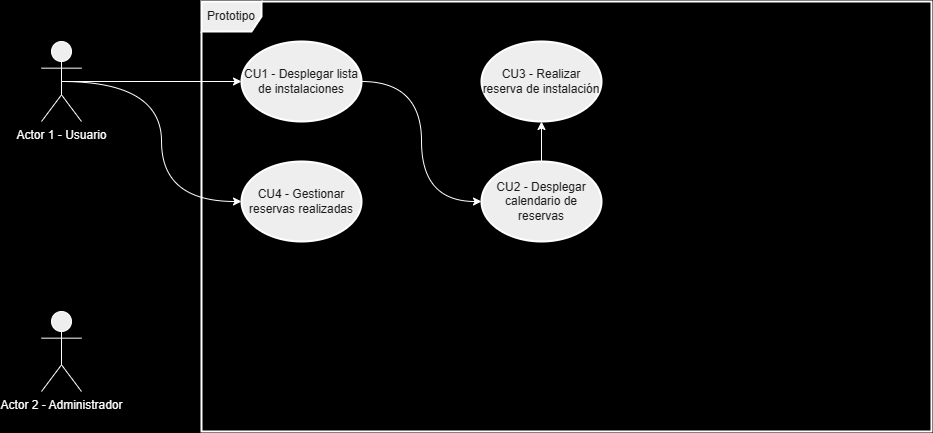 Prototipo
CU1 - Desplegar lista
de instalaciones
CU3 - Realizar
reserva de instalación
Actor 1 - Usuario
CU4 - Gestionar
reservas realizadas
CU2 - Desplegar
calendario de
reservas
Actor 2 - Administrador